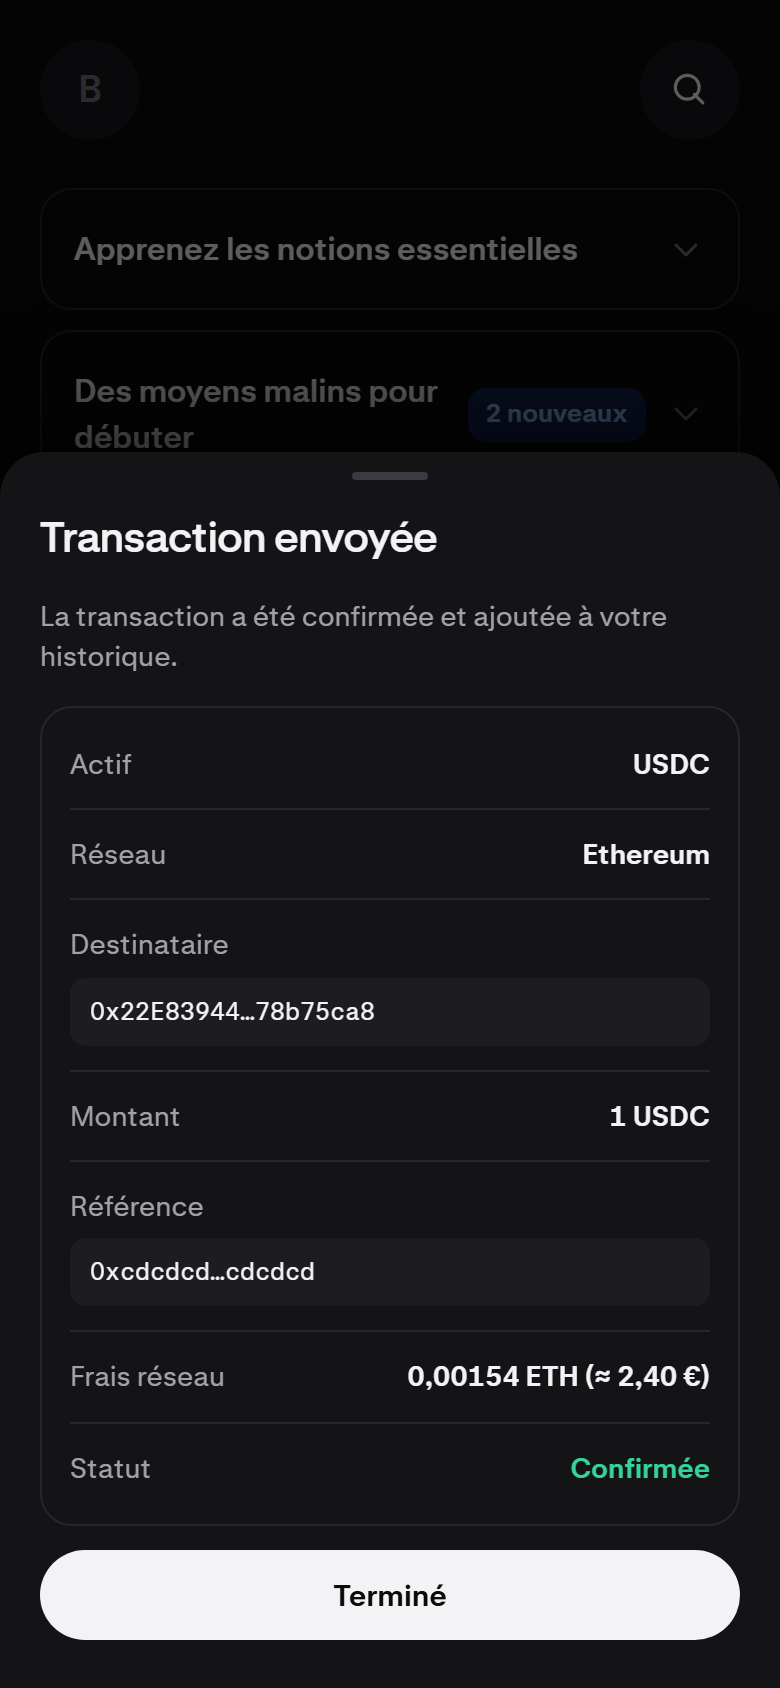 B
Apprenez les notions essentielles
Des moyens malins pour
débuter
2 nouveaux
Transaction envoyée
La transaction a été confirmée et ajoutée à votre
historique.
Actif
USDC
Réseau
Ethereum
Destinataire
0x22E83944…78b75ca8
Montant
1 USDC
Référence
0xcdcdcd…cdcdcd
Frais réseau
0,00154 ETH (≈ 2,40 €)
Statut
Confirmée
Terminé